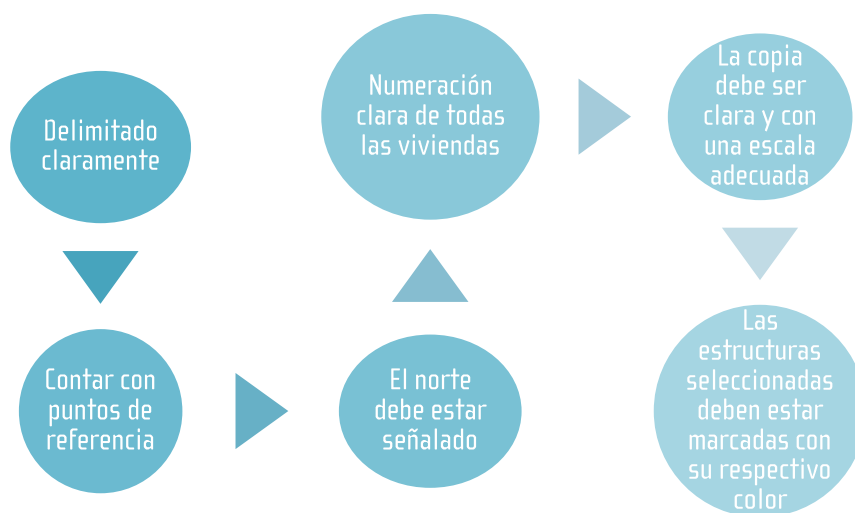 Delimitado
claramente
Contar con
puntos de
referencia
El norte
debe estar
señalado
Numeración
clara de todas
las viviendas
La copia
debe ser
clara y con
una escala
adecuada
Las
estructuras
seleccionadas
deben estar
marcadas con
su respectivo
color